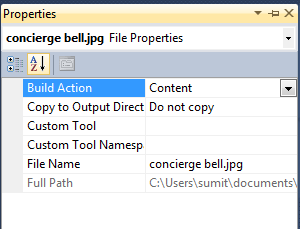 Properties
concierge bell.jpg File Properties
Build Action Content
Copy to Output Direct Do not copy
Custom Tool
Custom Tool Namesp
File Name concierge bell.jpg
Full Path C:\Users\sumit\documents\